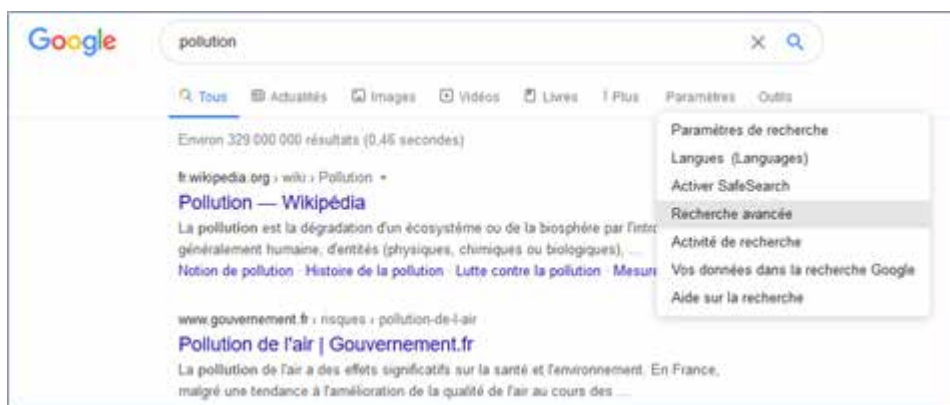 Google
pollution
Tous Actualités Images Vidéos Livres Plus Paramètres Outils
Environ 329 000 000 résultats (0,46 secondes)
fr.wikipedia.org › wiki › Pollution
Pollution — Wikipédia
La pollution est la dégradation d'un écosystème ou de la biosphère par l'intro
généralement humaine, d'entités (physiques, chimiques ou biologiques), ...
Notion de pollution · Histoire de la pollution · Lutte contre la pollution · Mesure
www.gouvernement.fr › risques › pollution-de-l-air
Pollution de l'air | Gouvernement.fr
La pollution de l'air a des effets significatifs sur la santé et l'environnement. En France,
malgré une tendance à l'amélioration de la qualité de l'air au cours des ...
Paramètres de recherche
Langues (Languages)
Activer SafeSearch
Recherche avancée
Activité de recherche
Vos données dans la recherche Google
Aide sur la recherche